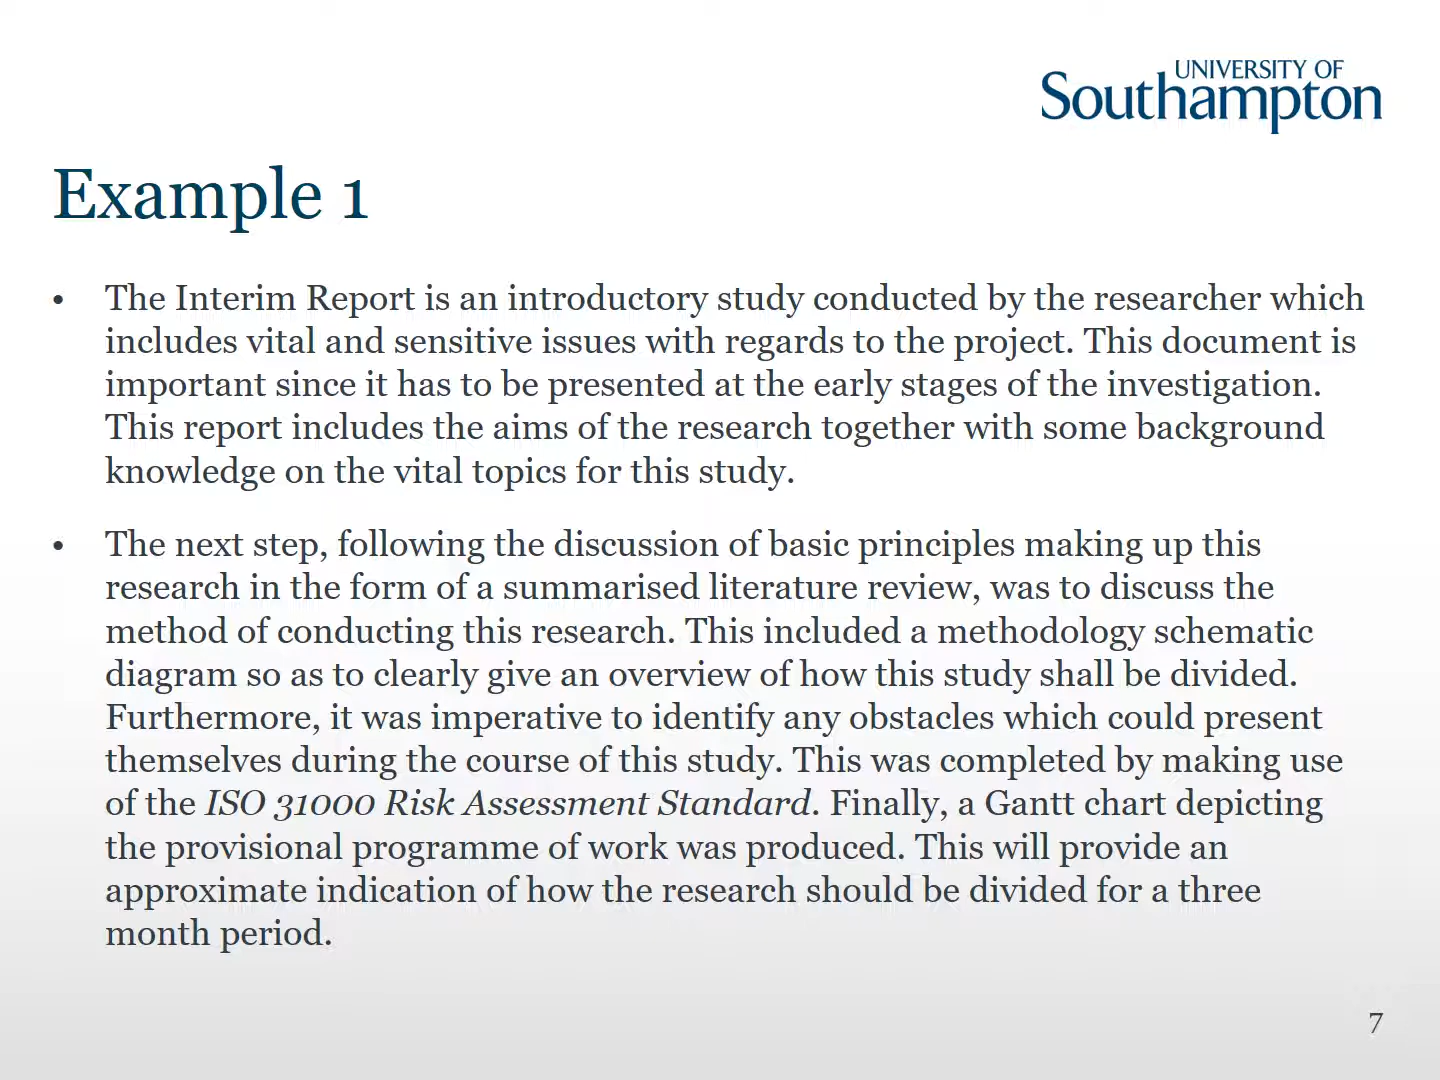 UNIVERSITY OF
Southampton
Example 1
• The Interim Report is an introductory study conducted by the researcher which
includes vital and sensitive issues with regards to the project. This document is
important since it has to be presented at the early stages of the investigation.
This report includes the aims of the research together with some background
knowledge on the vital topics for this study.
• The next step, following the discussion of basic principles making up this
research in the form of a summarised literature review, was to discuss the
method of conducting this research. This included a methodology schematic
diagram so as to clearly give an overview of how this study shall be divided.
Furthermore, it was imperative to identify any obstacles which could present
themselves during the course of this study. This was completed by making use
of the ISO 31000 Risk Assessment Standard. Finally, a Gantt chart depicting
the provisional programme of work was produced. This will provide an
approximate indication of how the research should be divided for a three
month period.
7